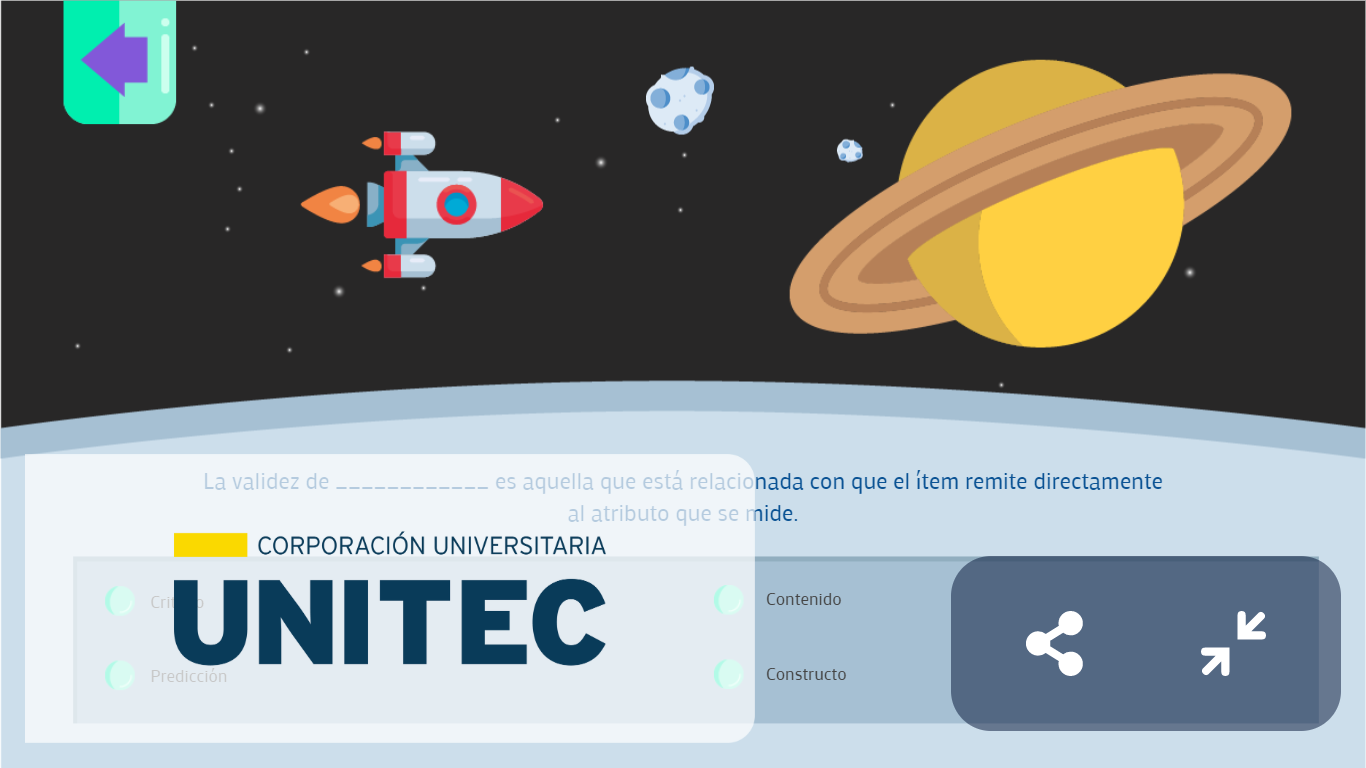 La validez de ____________ es aquella que está relacionada con que el ítem remite directamente
al atributo que se mide.
CORPORACIÓN UNIVERSITARIA
UNITEC
Criterio
Contenido
Predicción
Constructo